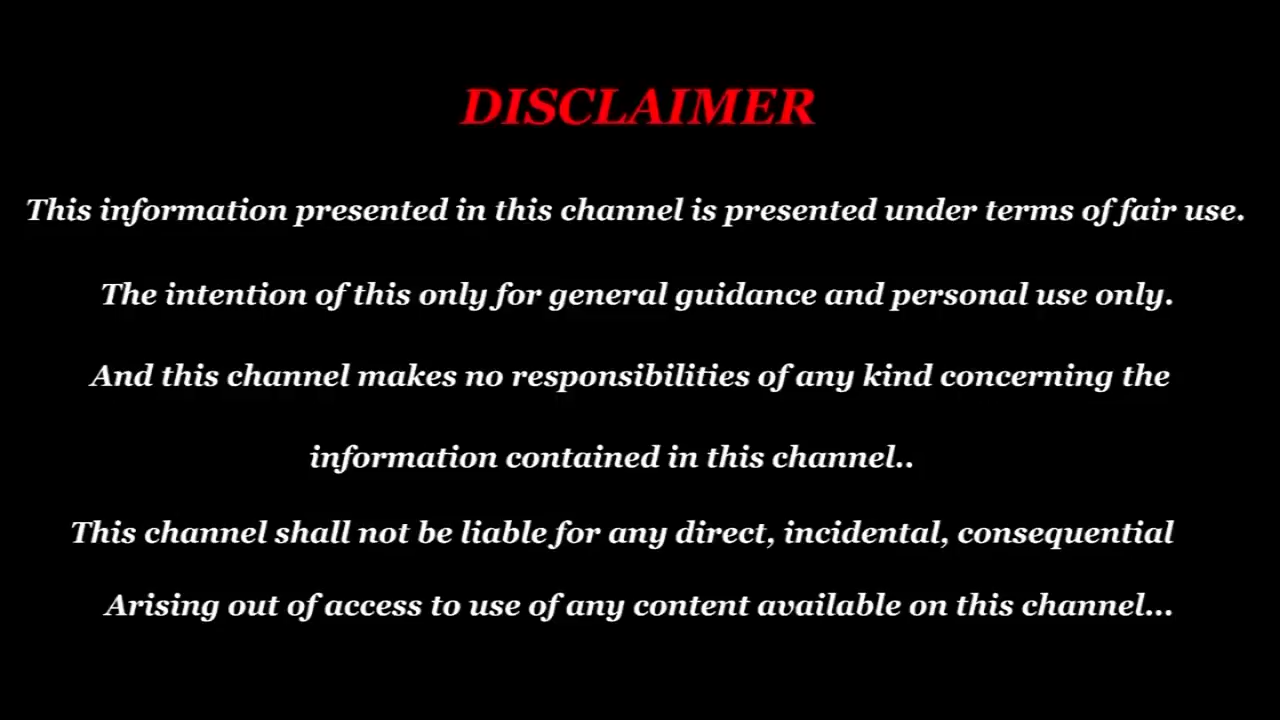 DISCLAIMER
This information presented in this channel is presented under terms of fair use.
The intention of this only for general guidance and personal use only.
And this channel makes no responsibilities of any kind concerning the
information contained in this channel..
This channel shall not be liable for any direct, incidental, consequential
Arising out of access to use of any content available on this channel...